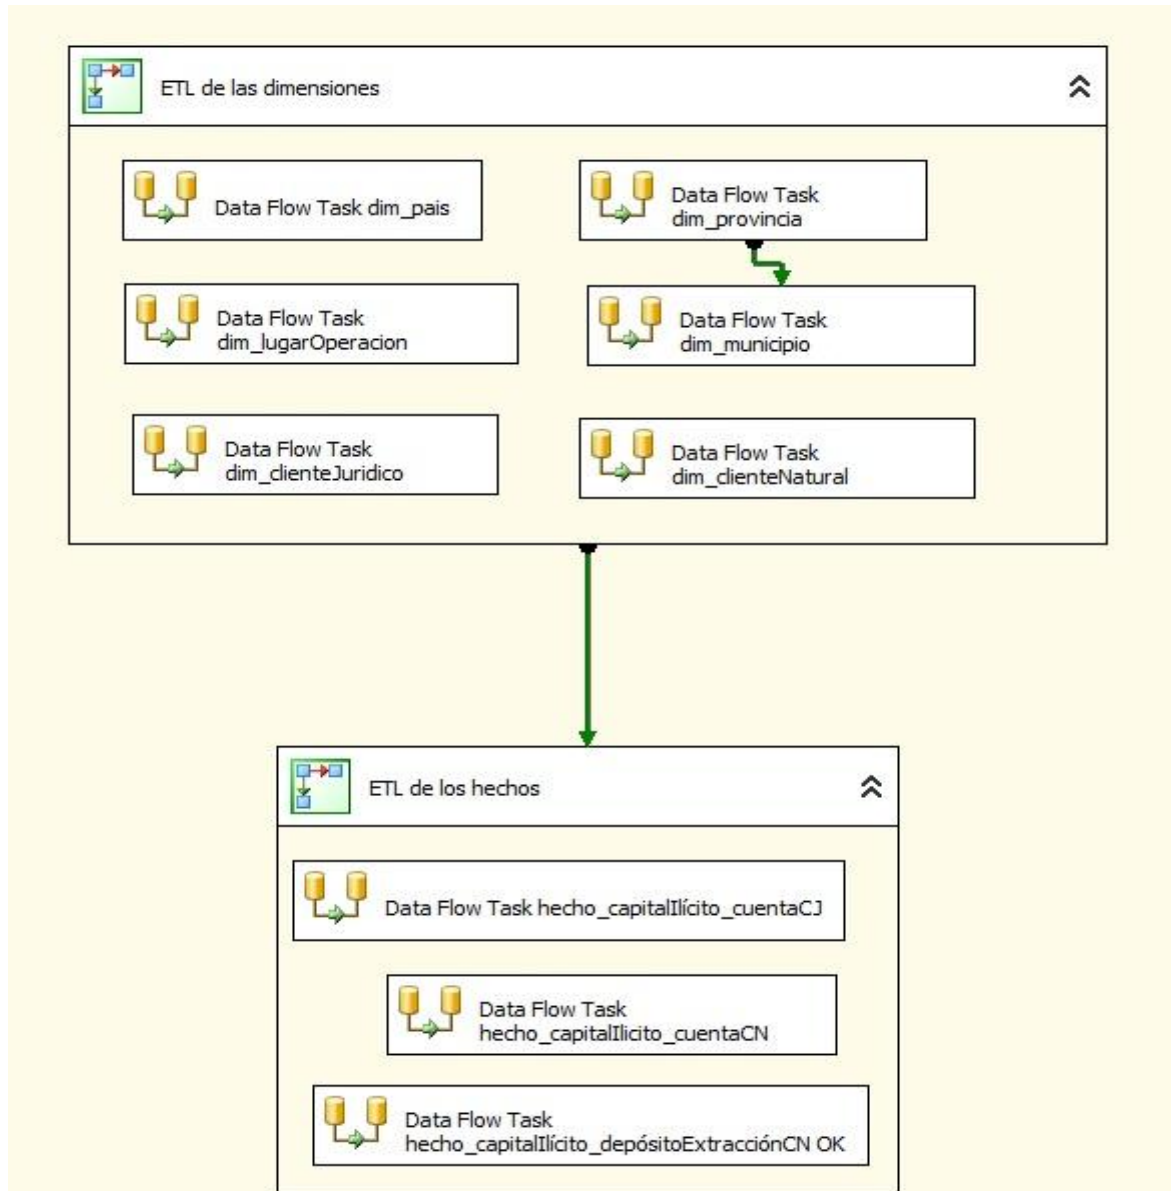 ETL de las dimensiones
Data Flow Task dim_pais
Data Flow Task
dim_provincia
Data Flow Task
dim_lugarOperacion
Data Flow Task
dim_municipio
Data Flow Task
dim_clienteJuridico
Data Flow Task
dim_clienteNatural
ETL de los hechos
Data Flow Task hecho_capitalIlícito_cuentaCJ
Data Flow Task
hecho_capitalIlicito_cuentaCN
Data Flow Task
hecho_capitalIlícito_depósitoExtracciónCN OK